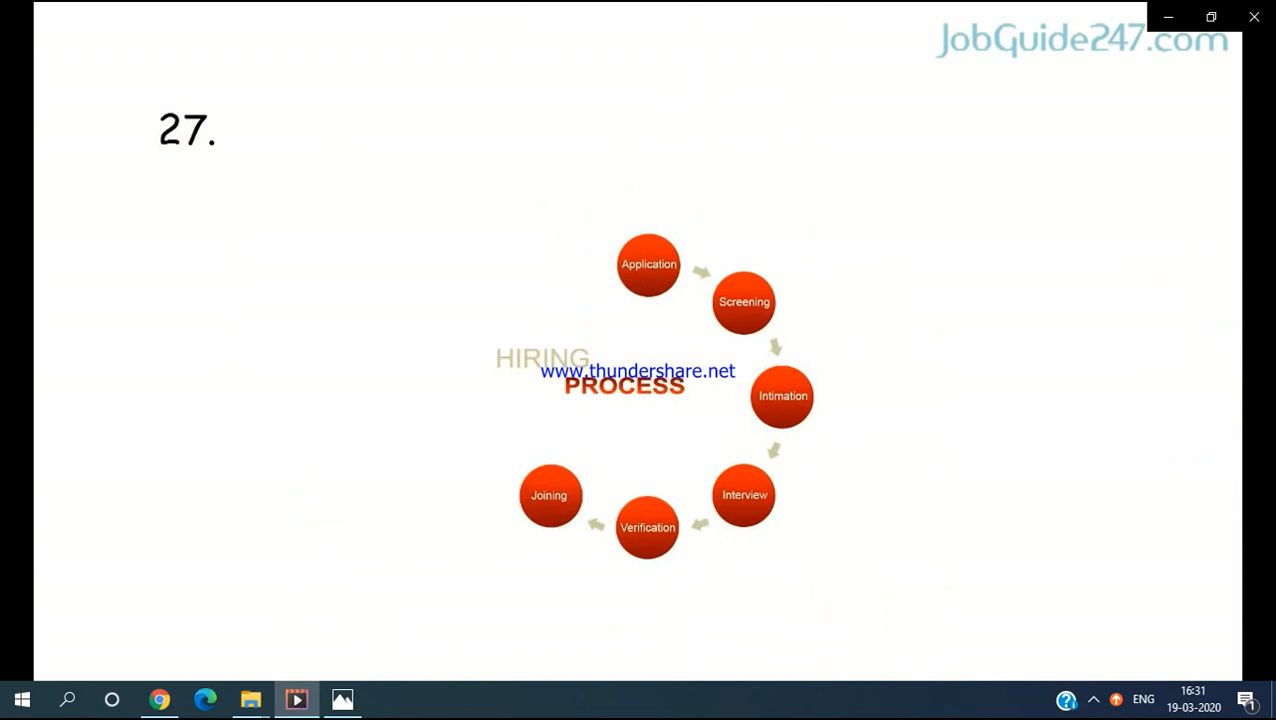 JobGuide247.com
27.
Application
Screening
HIRING
www.thundershare.net
PROCESS
Intimation
Interview
Verification
Joining
ENG
16:31
19-03-2020
1